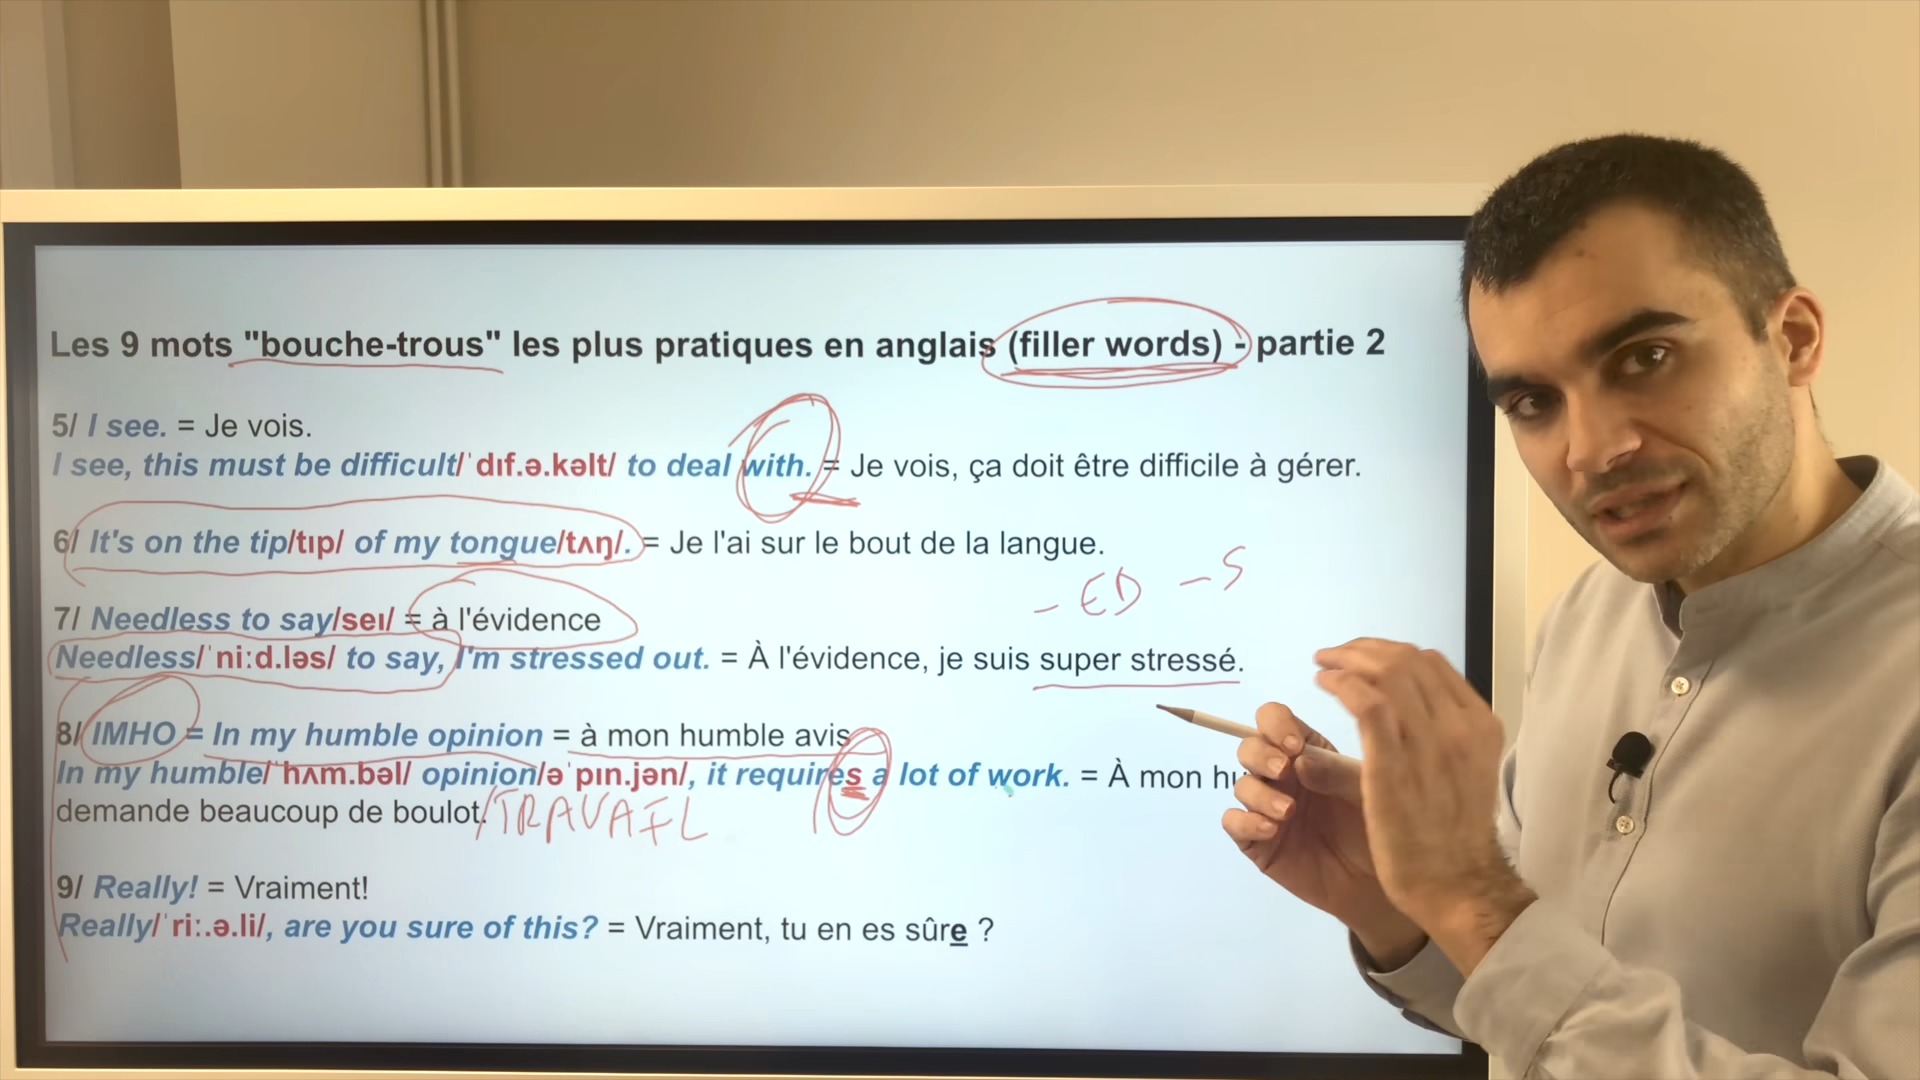 Les 9 mots "bouche-trous" les plus pratiques en anglais (filler words) - partie 2
5/ I see. = Je vois.
I see, this must be difficult/ˈdɪf.ə.kəlt/ to deal with. = Je vois, ça doit être difficile à gérer.
6/ It's on the tip/tɪp/ of my tongue/tʌŋ/. = Je l'ai sur le bout de la langue.
- ED - S
7/ Needless to say/seɪ/ = à l'évidence
Needless/ˈniːd.ləs/ to say, I'm stressed out. = À l'évidence, je suis super stressé.
8/ IMHO = In my humble opinion = à mon humble avis
In my humble/ˈhʌm.bəl/ opinion/əˈpɪn.jən/, it requires a lot of work. = À mon
demande beaucoup de boulot. /TRAVAIL
9/ Really! = Vraiment!
Really/ˈriː.ə.li/, are you sure of this? = Vraiment, tu en es sûre ?